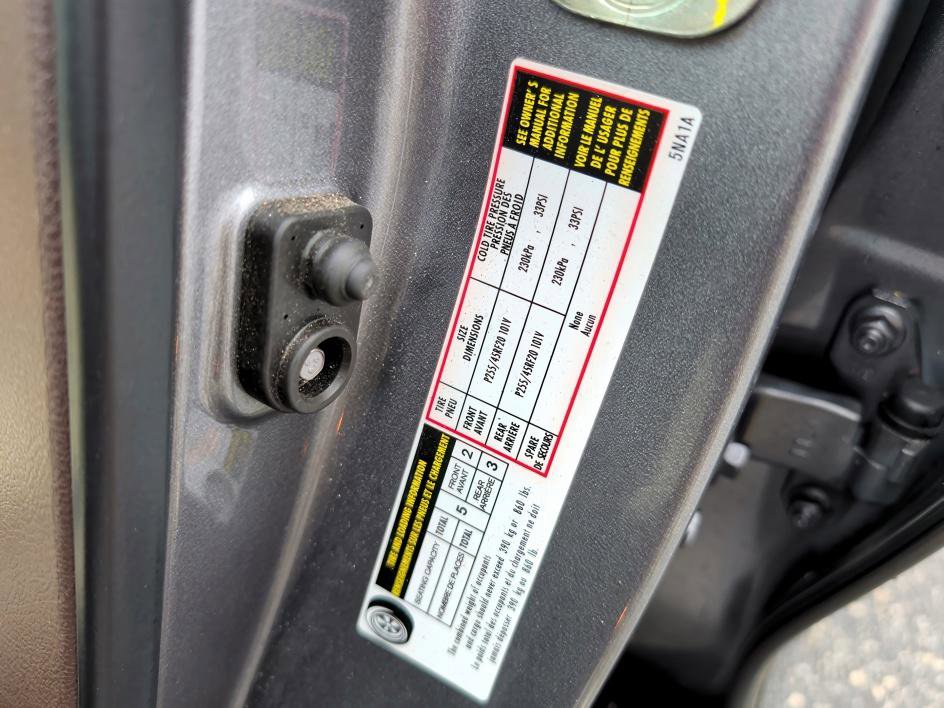 TIRE AND LOADING INFORMATION
RENSEIGNEMENTS SUR LES PNEUS ET LE CHARGEMENT
SEATING CAPACITY
NOMBRE DE PLACES
TOTAL
TOTAL
5
FRONT
AVANT
2
REAR
ARRIÈRE
3
The combined weight of occupants
and cargo should never exceed 390 kg or 860 lbs.
Le poids total des occupants et du chargement ne doit
jamais depasser 390 kg ou 860 lb.
TIRE
PNEU
SIZE
DIMENSIONS
COLD TIRE PRESSURE
PRESSION DES
PNEUS A FROID
FRONT
AVANT
P255/45RF20 101V
230kPa , 33PSI
REAR
ARRIÈRE
P255/45RF20 101V
230kPa , 33PSI
SPARE
DE SECOURS
None
Aucun
SEE OWNER'S
MANUAL FOR
ADDITIONAL
INFORMATION
VOIR LE MANUEL
DE L'USAGER
POUR PLUS DE
RENSEIGNEMENTS
5NA1A